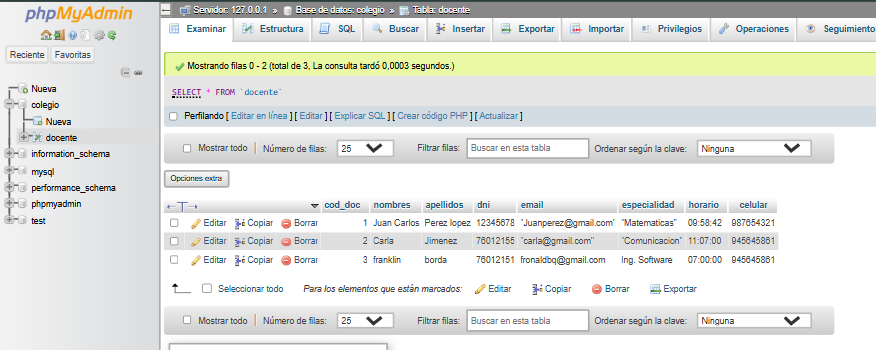 phpMyAdmin
Reciente Favoritas
Nueva
colegio
Nueva
docente
information_schema
mysql
performance_schema
phpmyadmin
test
Servidor: 127.0.0.1 » Base de datos: colegio » Tabla: docente
Examinar Estructura SQL Buscar Insertar Exportar Importar Privilegios Operaciones Seguimiento
Mostrando filas 0 - 2 (total de 3, La consulta tardó 0,0003 segundos.)
SELECT * FROM `docente`
Perfilando [ Editar en línea ] [ Editar ] [ Explicar SQL ] [ Crear código PHP ] [ Actualizar ]
Mostrar todo Número de filas: 25 Filtrar filas: Buscar en esta tabla Ordenar según la clave: Ninguna
Opciones extra
cod_doc nombres apellidos dni email especialidad horario celular
Editar Copiar Borrar 1 Juan Carlos Perez lopez 12345678 "Juanperez@gmail.com" "Matematicas" 09:58:42 987654321
Editar Copiar Borrar 2 Carla Jimenez 76012155 "carla@gmail.com" "Comunicacion" 11:07:00 945645861
Editar Copiar Borrar 3 franklin borda 76012151 fronaldbq@gmail.com Ing. Software 07:00:00 945645861
Seleccionar todo Para los elementos que están marcados: Editar Copiar Borrar Exportar
Mostrar todo Número de filas: 25 Filtrar filas: Buscar en esta tabla Ordenar según la clave: Ninguna